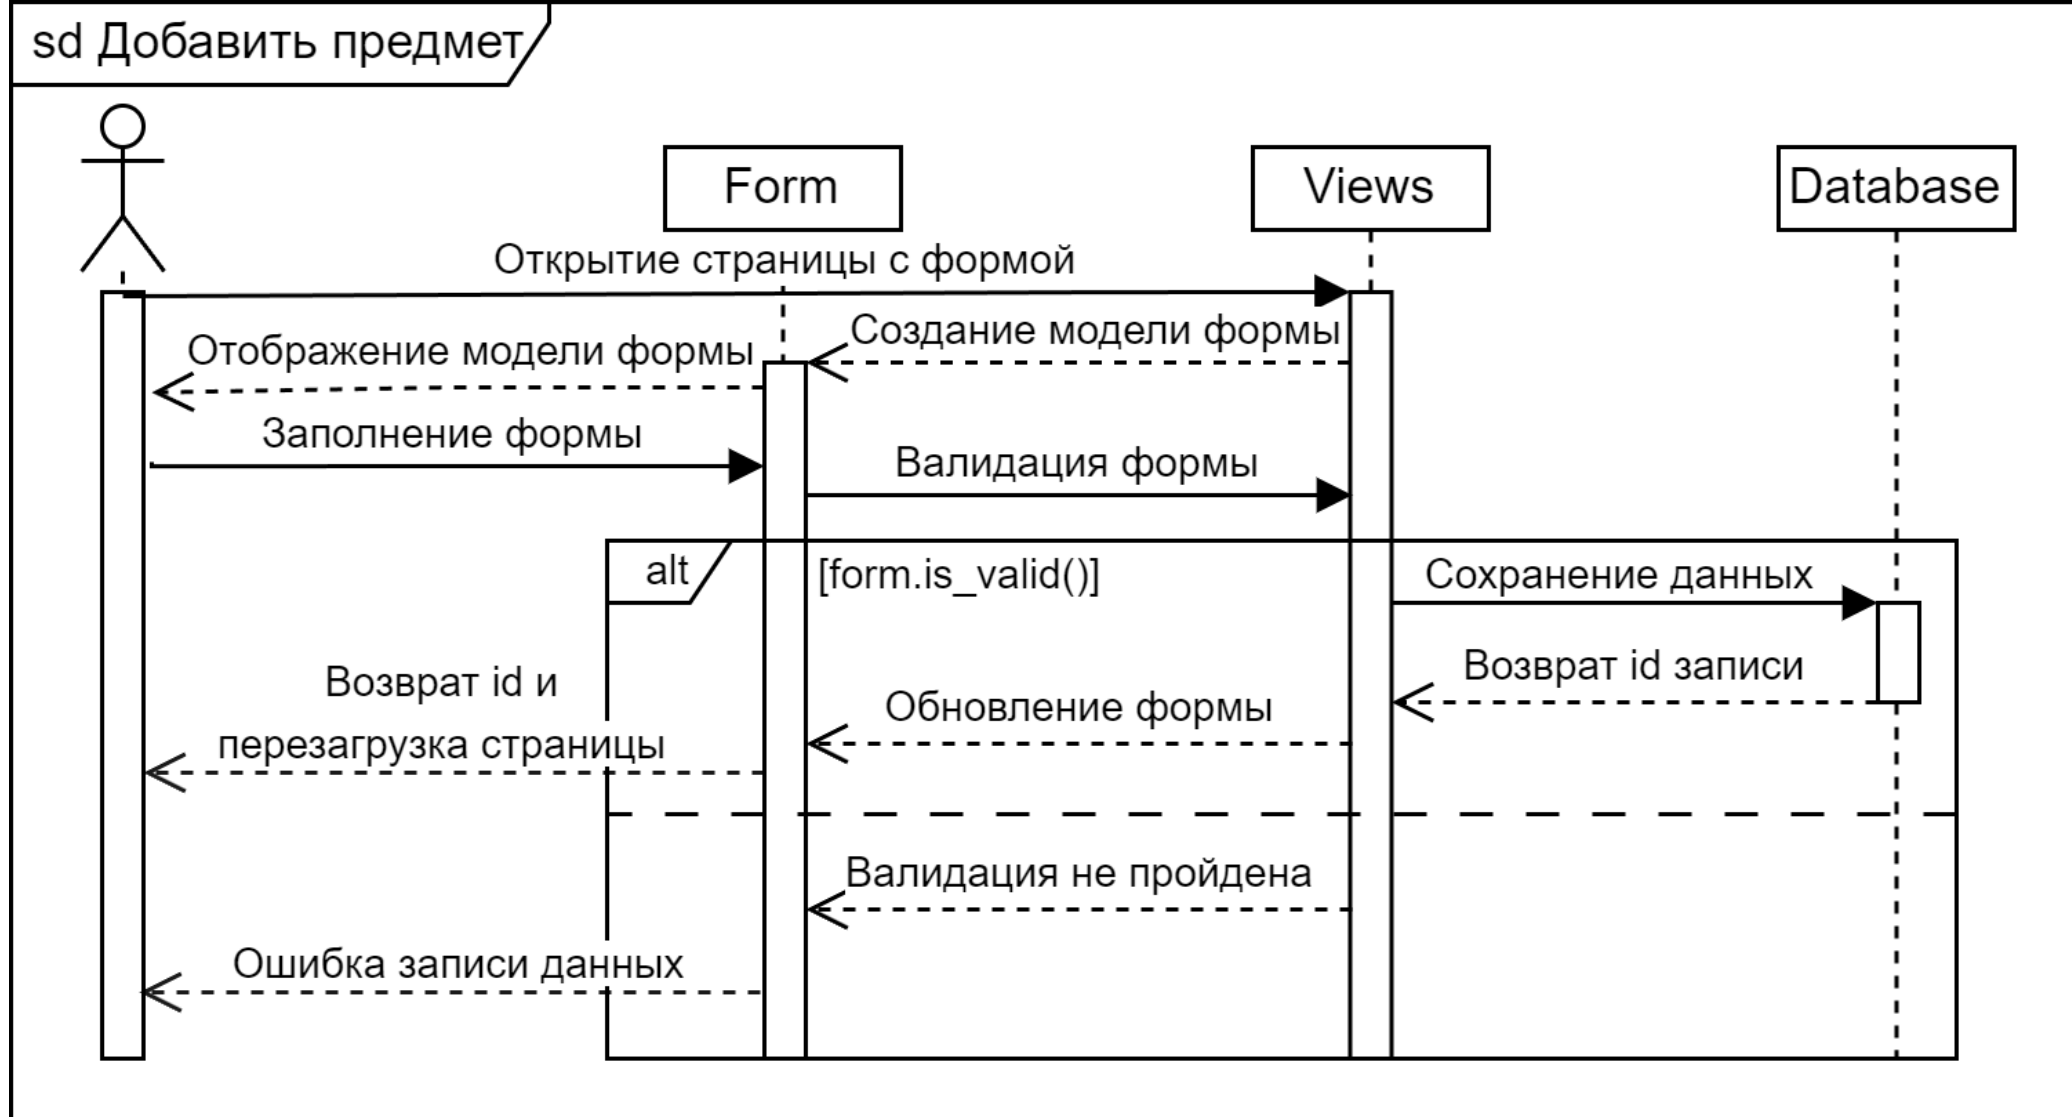 sd Добавить предмет
Form
Views
Database
Открытие страницы с формой
Создание модели формы
Отображение модели формы
Заполнение формы
Валидация формы
alt
[form.is_valid()]
Сохранение данных
Возврат id записи
Возврат id и
перезагрузка страницы
Обновление формы
Валидация не пройдена
Ошибка записи данных